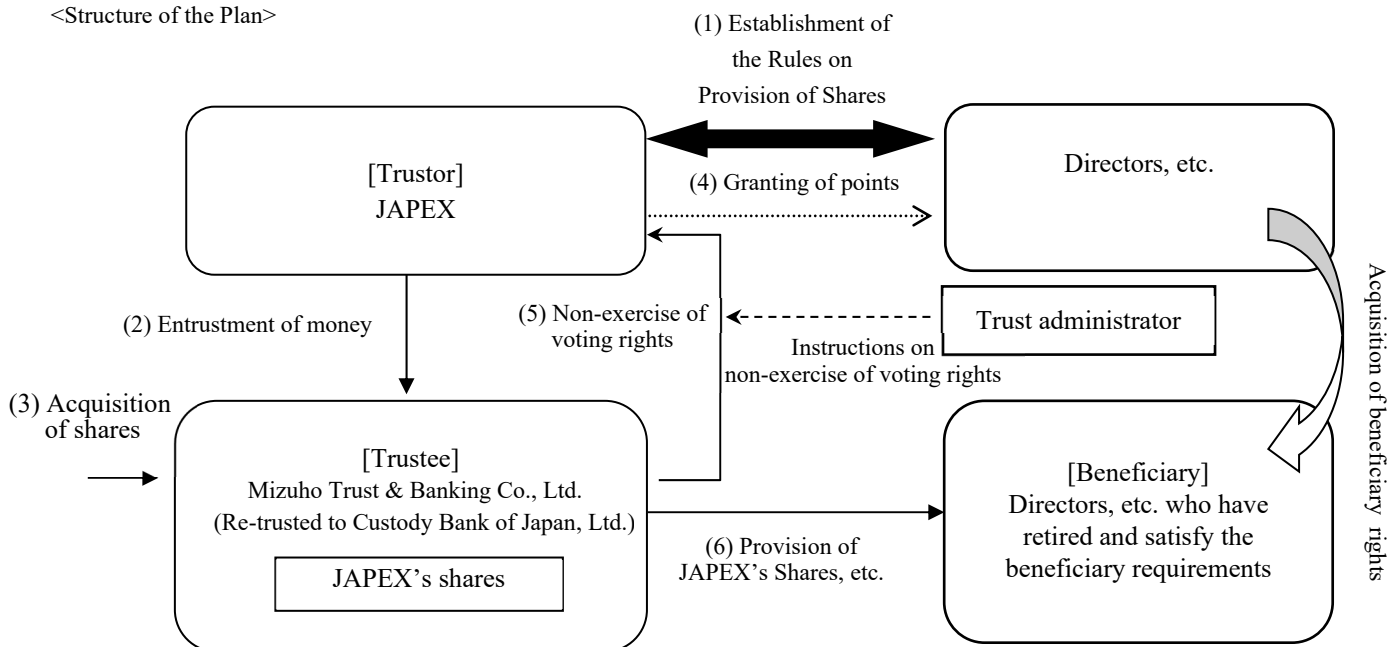 <Structure of the Plan>
(1) Establishment of
the Rules on
Provision of Shares
[Trustor]
JAPEX
Directors, etc.
(4) Granting of points
(2) Entrustment of money
(5) Non-exercise of
voting rights
Trust administrator
Instructions on
non-exercise of voting rights
Acquisition of beneficiary rights
(3) Acquisition
of shares
[Trustee]
Mizuho Trust & Banking Co., Ltd.
(Re-trusted to Custody Bank of Japan, Ltd.)
JAPEX’s shares
(6) Provision of
JAPEX’s Shares, etc.
[Beneficiary]
Directors, etc. who have
retired and satisfy the
beneficiary requirements